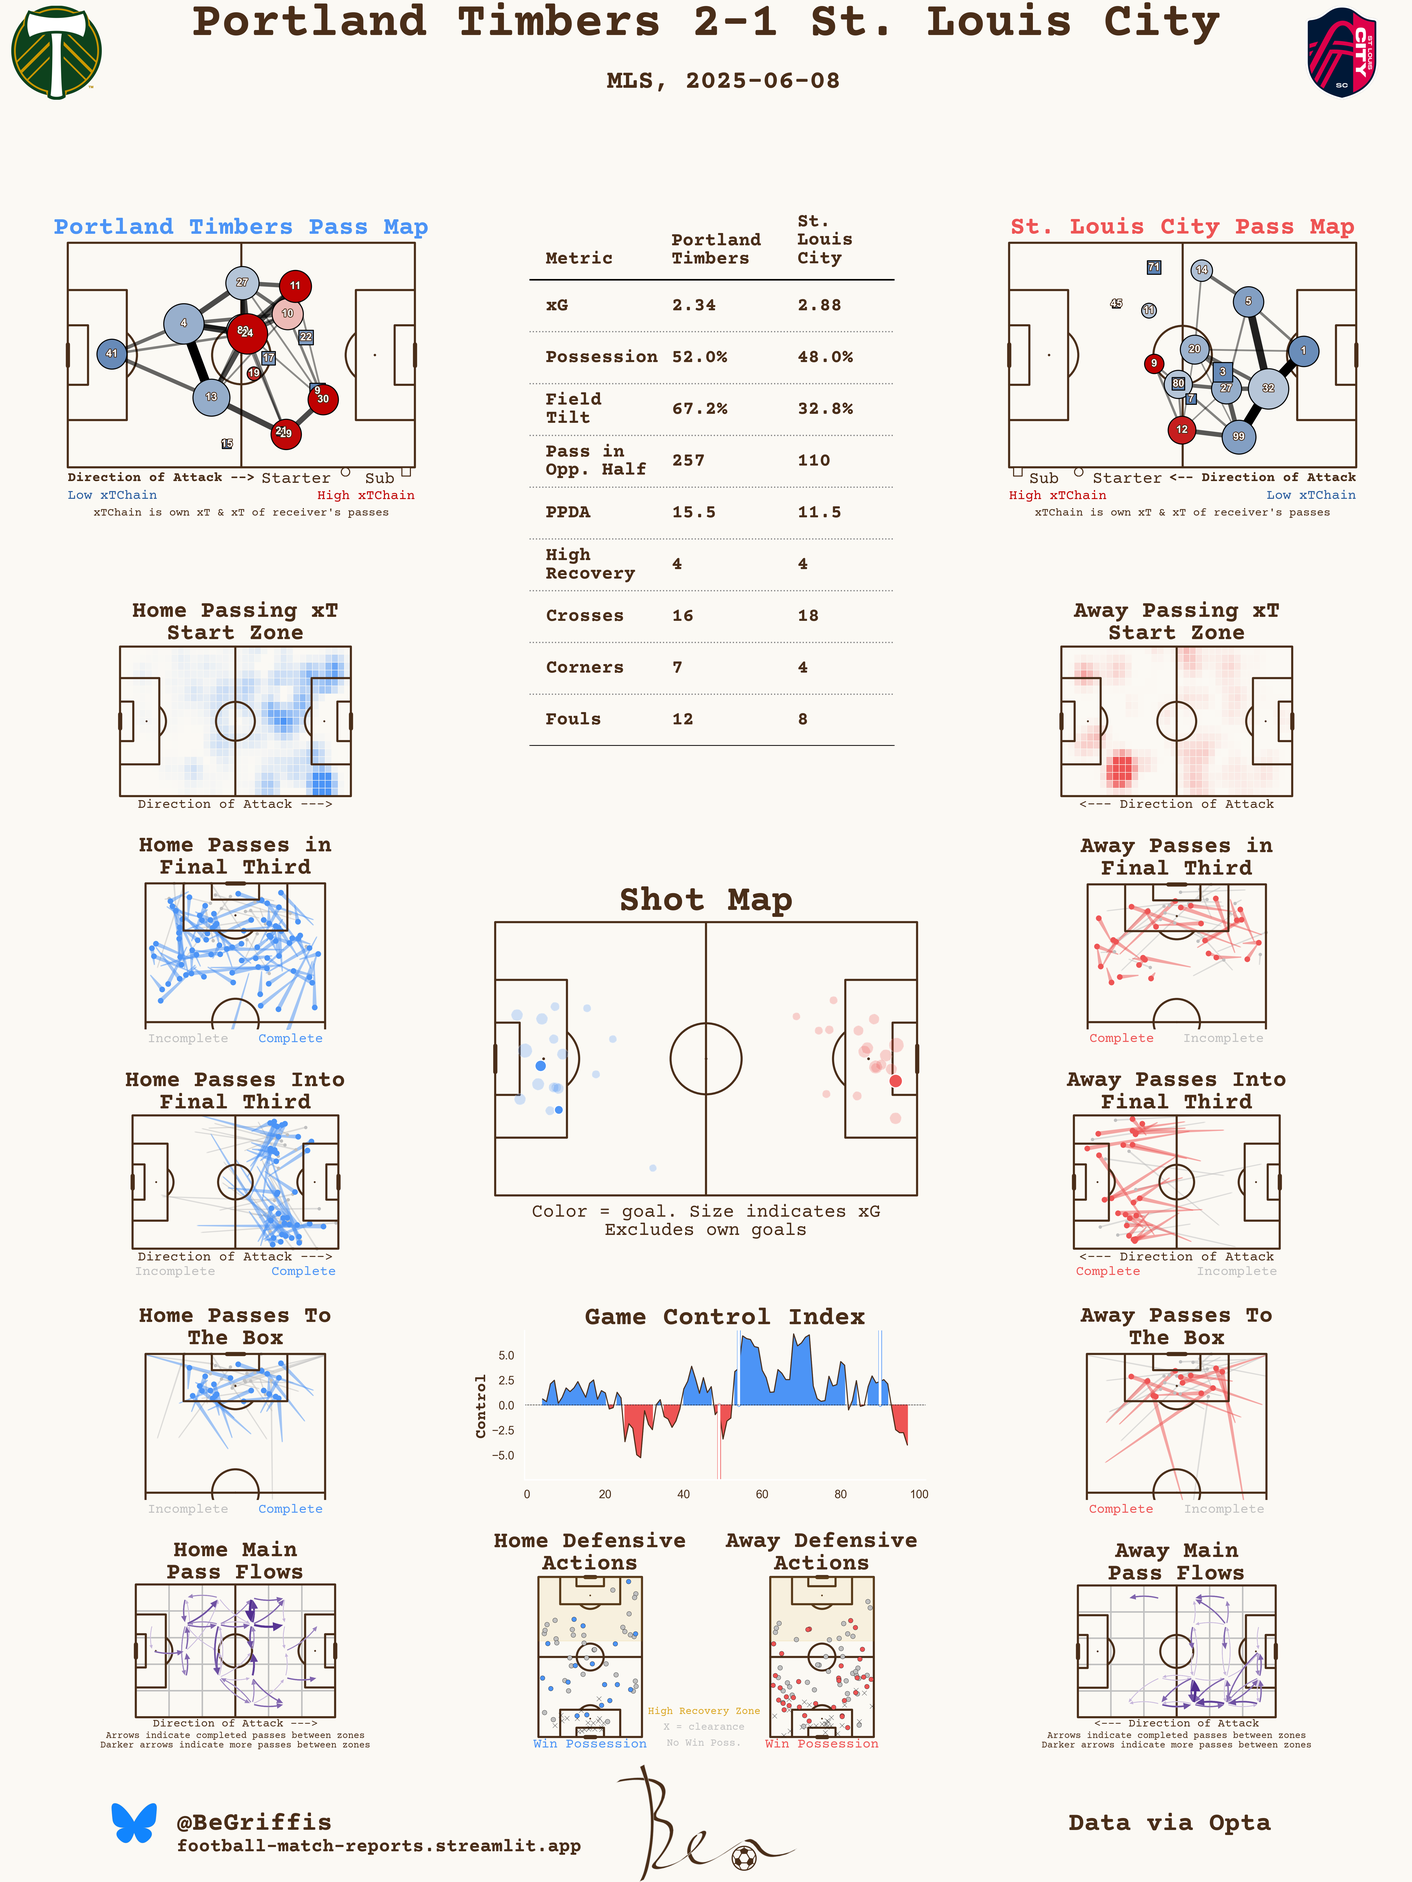 Portland Timbers 2-1 St. Louis City
MLS, 2025-06-08
ST. LOUIS
CITY
SC
Portland Timbers Pass Map
27
11
4
10
24
22
41
17
19
13
9
30
21
29
15
Direction of Attack --> Starter Sub
Low xTChain High xTChain
xTChain is own xT & xT of receiver's passes
Metric Portland Timbers St. Louis City
xG 2.34 2.88
Possession 52.0% 48.0%
Field Tilt 67.2% 32.8%
Pass in Opp. Half 257 110
PPDA 15.5 11.5
High Recovery 4 4
Crosses 16 18
Corners 7 4
Fouls 12 8
St. Louis City Pass Map
71
14
45
11
5
20
1
9
3
80
27
32
7
12
99
Sub Starter <-- Direction of Attack
High xTChain Low xTChain
xTChain is own xT & xT of receiver's passes
Home Passing xT
Start Zone
Direction of Attack --->
Away Passing xT
Start Zone
<--- Direction of Attack
Home Passes in
Final Third
Incomplete Complete
Away Passes in
Final Third
Complete Incomplete
Shot Map
Color = goal. Size indicates xG
Excludes own goals
Home Passes Into
Final Third
Direction of Attack --->
Incomplete Complete
Away Passes Into
Final Third
<--- Direction of Attack
Complete Incomplete
Home Passes To
The Box
Incomplete Complete
Game Control Index
Control
5.0
2.5
0.0
−2.5
−5.0
0 20 40 60 80 100
Away Passes To
The Box
Complete Incomplete
Home Main
Pass Flows
Direction of Attack --->
Arrows indicate completed passes between zones
Darker arrows indicate more passes between zones
Home Defensive
Actions
Win Possession
Away Defensive
Actions
Win Possession
High Recovery Zone
X = clearance
No Win Poss.
Away Main
Pass Flows
<--- Direction of Attack
Arrows indicate completed passes between zones
Darker arrows indicate more passes between zones
@BeGriffis
football-match-reports.streamlit.app
Ben
Data via Opta